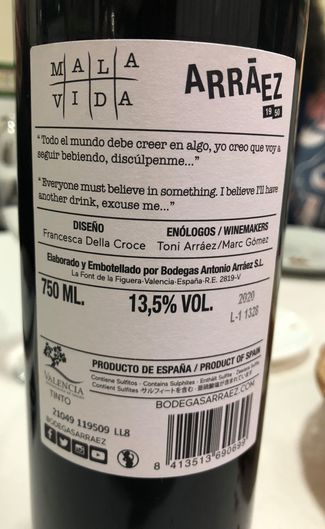 MALA
VIDA
ARRÁEZ
1950
"Todo el mundo debe creer en algo, yo creo que voy a
seguir bebiendo, discúlpenme..."
"Everyone must believe in something. I believe I'll have
another drink, excuse me..."
DISEÑO
Francesca Della Croce
ENÓLOGOS / WINEMAKERS
Toni Arráez/Marc Gómez
Elaborado y Embotellado por Bodegas Antonio Arráez S.L.
La Font de la Figuera-Valencia-España-R.E. 2819-V
750 ML.
13,5% VOL.
2020
L-1 1328
VALENCIA
TINTO
PRODUCTO DE ESPAÑA / PRODUCT OF SPAIN
Contiene Sulfitos - Contains Sulphites - Enthält Sulfite
BODEGASARRAEZ.COM
21049 119509 LL8
BODEGASARRAEZ
8 413513 690699